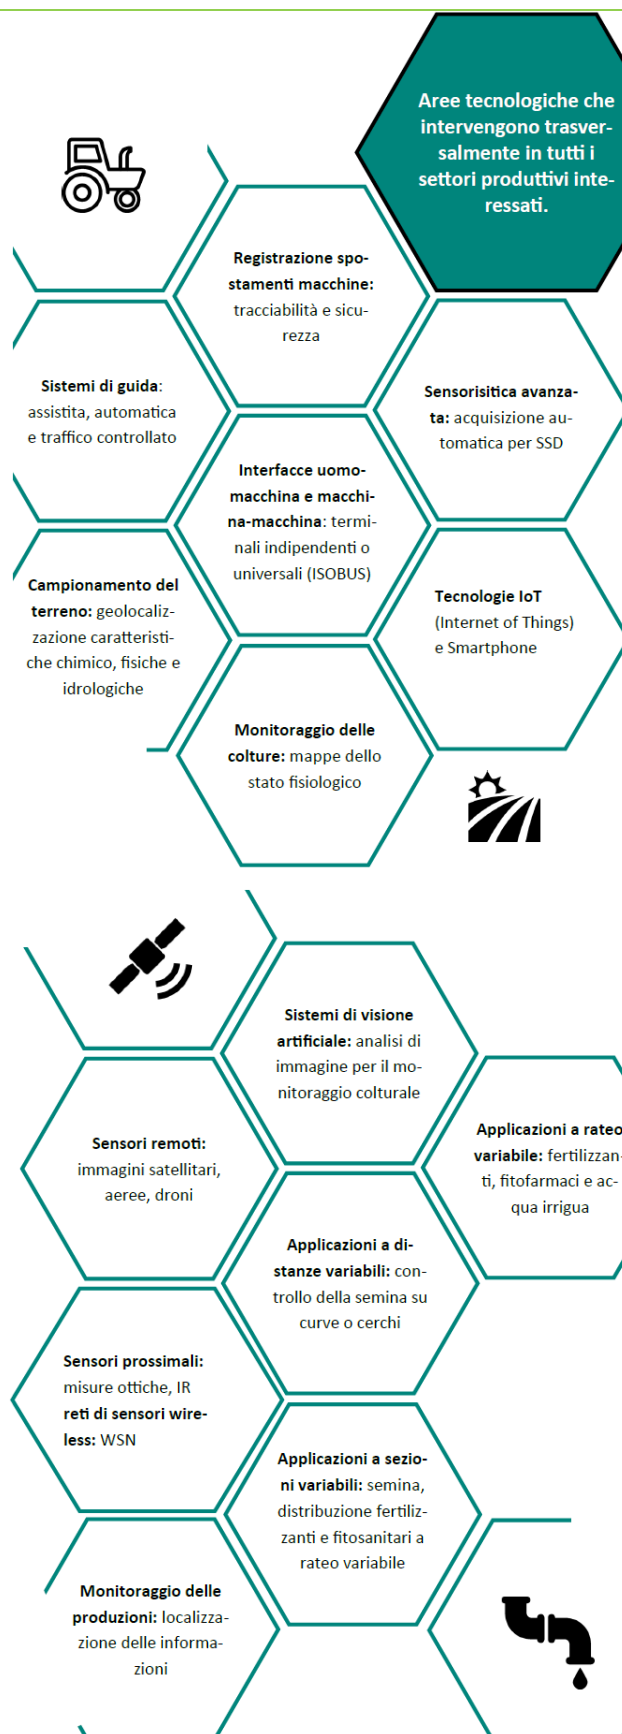 Aree tecnologiche che
intervengono trasver-
salmente in tutti i
settori produttivi inte-
ressati.
Registrazione spo-
stamenti macchine:
tracciabilità e sicu-
rezza
Sistemi di guida:
assistita, automatica
e traffico controllato
Sensorisitica avanza-
ta: acquisizione au-
tomatica per SSD
Interfacce uomo-
macchina e macchi-
na-macchina: termi-
nali indipendenti o
universali (ISOBUS)
Campionamento del
terreno: geolocaliz-
zazione caratteristi-
che chimico, fisiche e
idrologiche
Tecnologie IoT
(Internet of Things)
e Smartphone
Monitoraggio delle
colture: mappe dello
stato fisiologico
Sistemi di visione
artificiale: analisi di
immagine per il mo-
nitoraggio colturale
Sensori remoti:
immagini satellitari,
aeree, droni
Applicazioni a rateo
variabile: fertilizzan-
ti, fitofarmaci e ac-
qua irrigua
Applicazioni a di-
stanze variabili: con-
trollo della semina su
curve o cerchi
Sensori prossimali:
misure ottiche, IR
reti di sensori wire-
less: WSN
Applicazioni a sezio-
ni variabili: semina,
distribuzione fertiliz-
zanti e fitosanitari a
rateo variabile
Monitoraggio delle
produzioni: localizza-
zione delle informa-
zioni